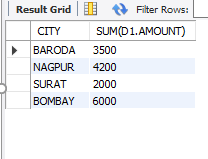 Result Grid Filter Rows:
CITY SUM(D1.AMOUNT)
BARODA 3500
NAGPUR 4200
SURAT 2000
BOMBAY 6000